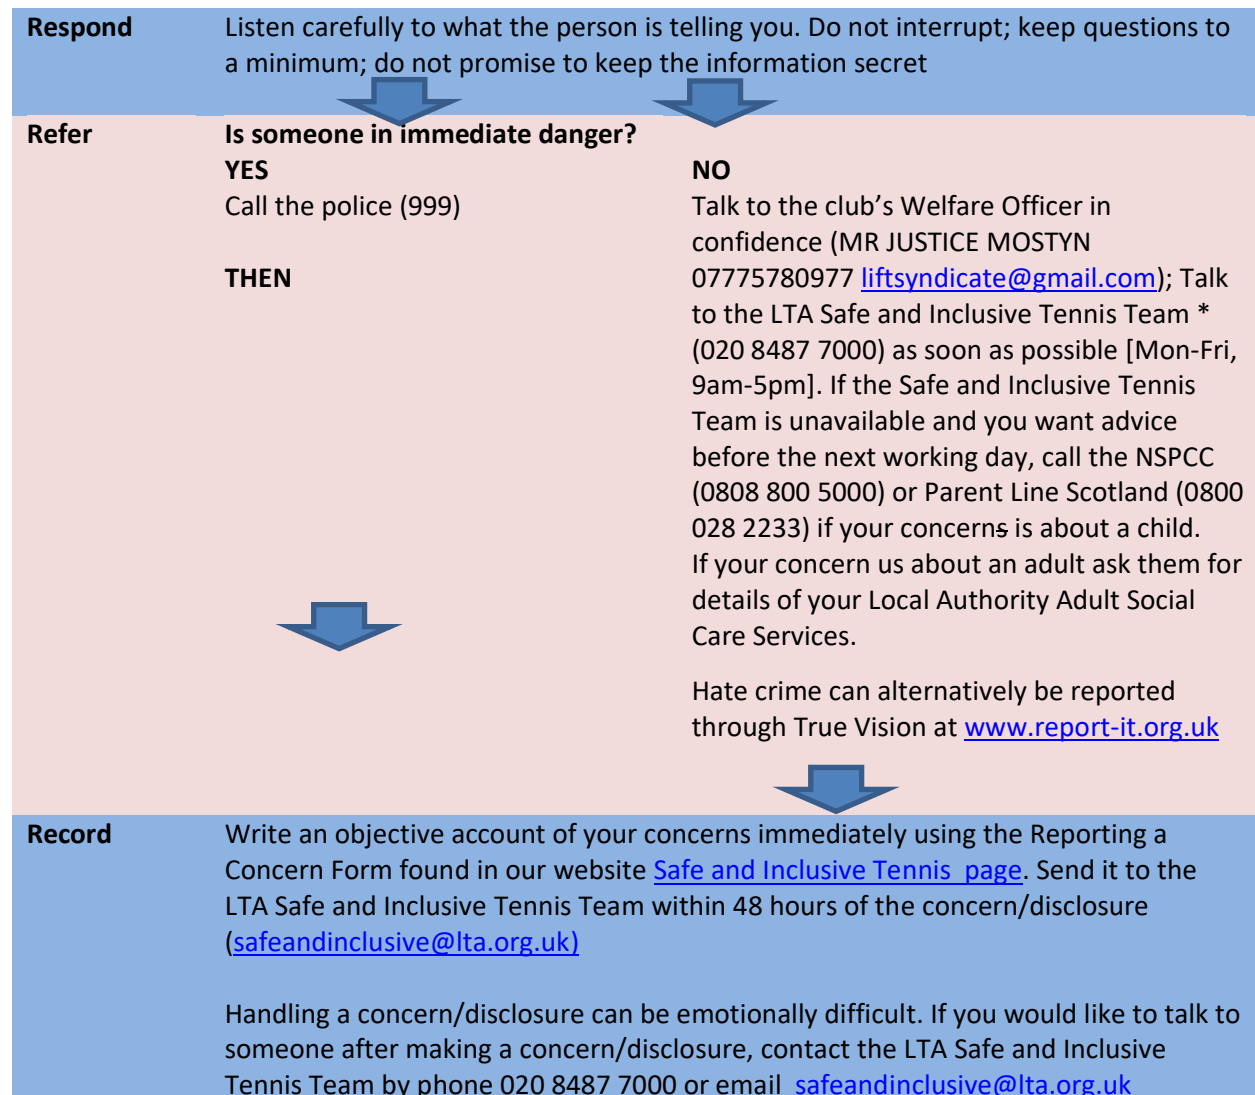 Respond Listen carefully to what the person is telling you. Do not interrupt; keep questions to
a minimum; do not promise to keep the information secret
Refer Is someone in immediate danger?
YES
Call the police (999)
THEN
NO
Talk to the club's Welfare Officer in
confidence (MR JUSTICE MOSTYN
07775780977 liftsyndicate@gmail.com); Talk
to the LTA Safe and Inclusive Tennis Team *
(020 8487 7000) as soon as possible [Mon-Fri,
9am-5pm]. If the Safe and Inclusive Tennis
Team is unavailable and you want advice
before the next working day, call the NSPCC
(0808 800 5000) or Parent Line Scotland (0800
028 2233) if your concerns is about a child.
If your concern us about an adult ask them for
details of your Local Authority Adult Social
Care Services.
Hate crime can alternatively be reported
through True Vision at www.report-it.org.uk
Record Write an objective account of your concerns immediately using the Reporting a
Concern Form found in our website Safe and Inclusive Tennis page. Send it to the
LTA Safe and Inclusive Tennis Team within 48 hours of the concern/disclosure
(safeandinclusive@lta.org.uk)
Handling a concern/disclosure can be emotionally difficult. If you would like to talk to
someone after making a concern/disclosure, contact the LTA Safe and Inclusive
Tennis Team by phone 020 8487 7000 or email safeandinclusive@lta.org.uk